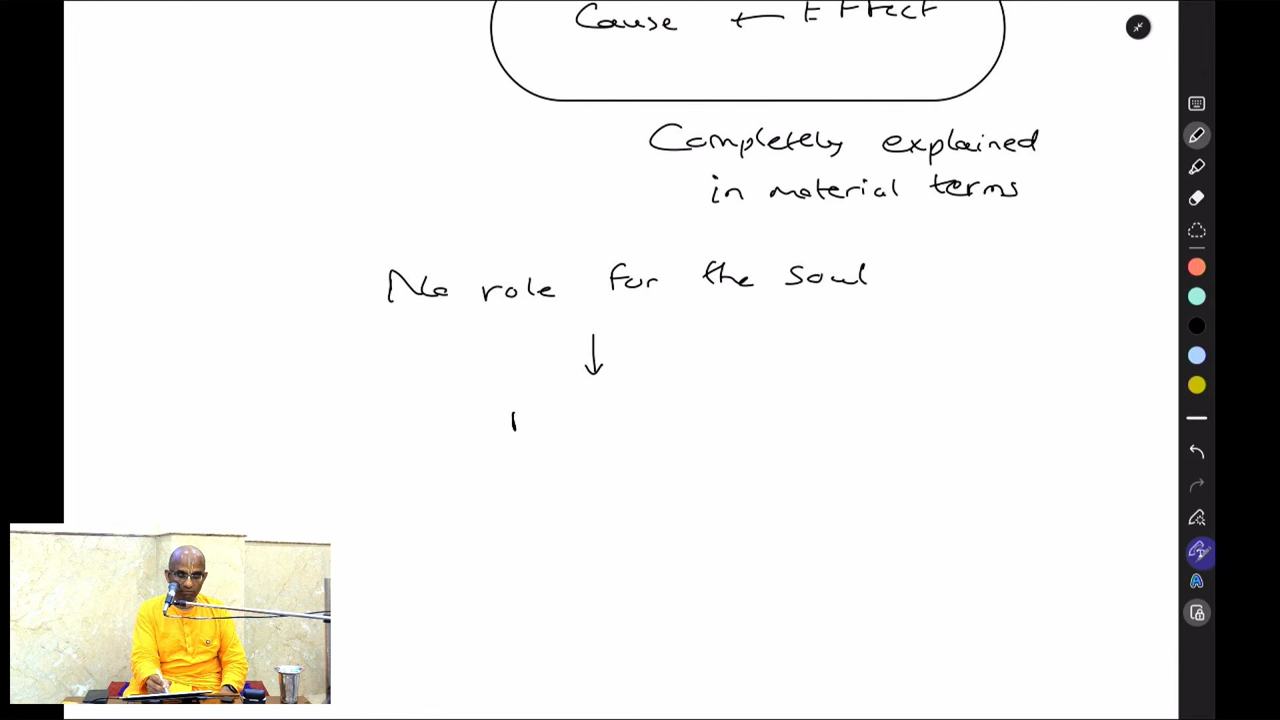 Cause ← Effect
Completely explained
in material terms
No role for the soul
↓